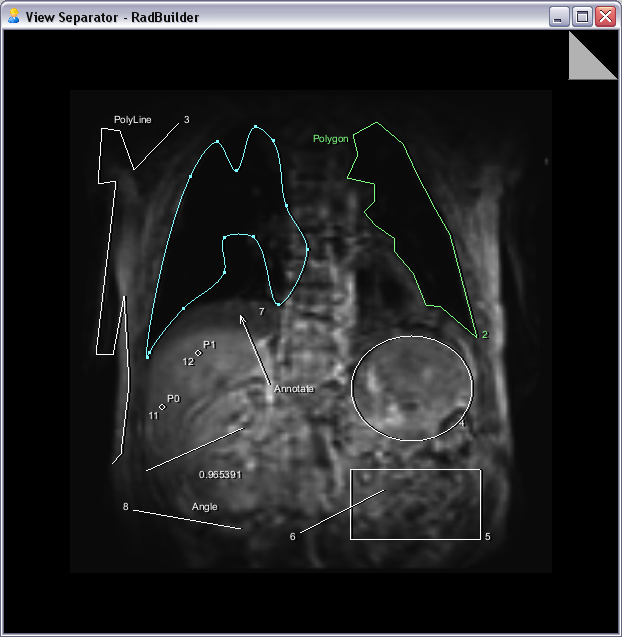 View Separator - RadBuilder
PolyLine
3
Polygon
7
2
P1
12
Annotate
P0
11
4
0.965391
8
Angle
6
5